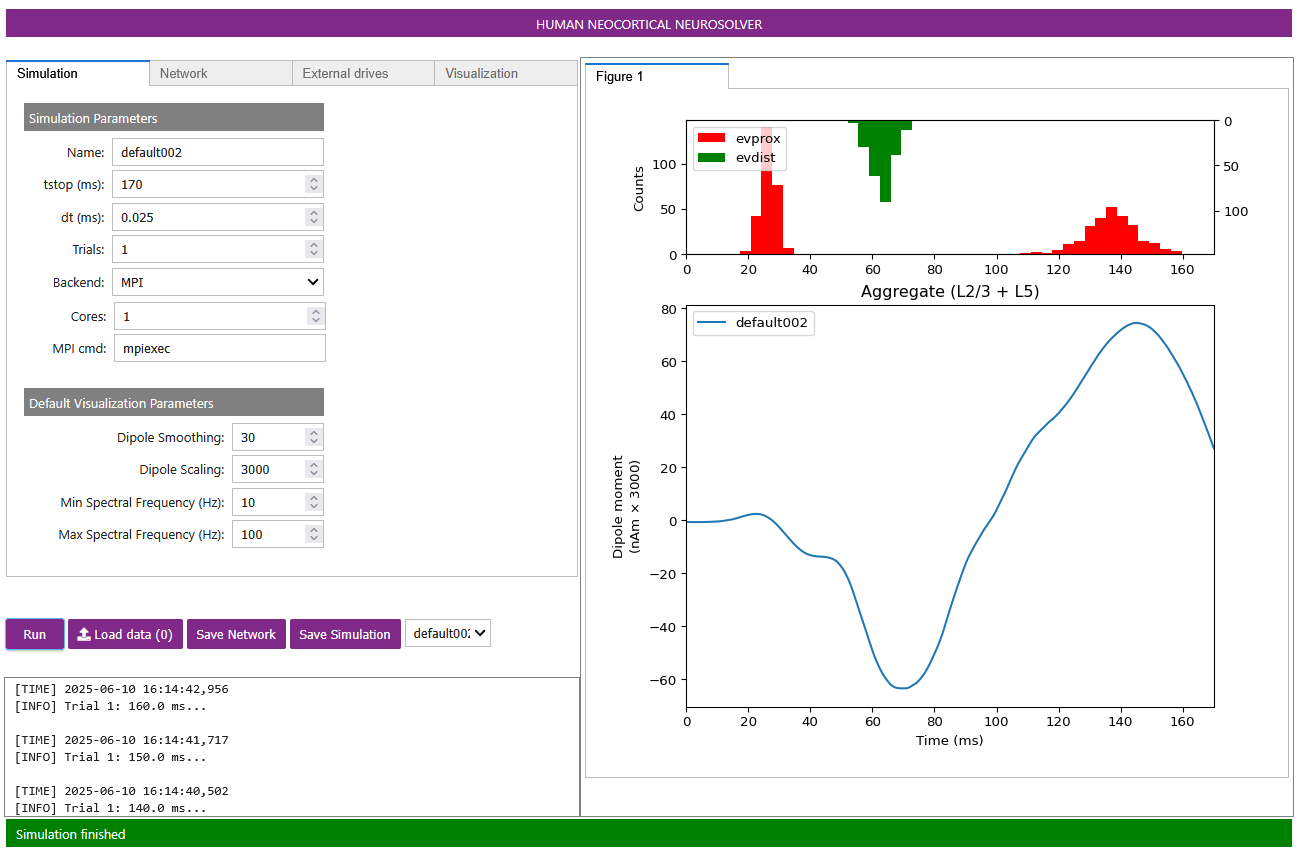 HUMAN NEOCORTICAL NEUROSOLVER
Simulation
Network
External drives
Visualization
Simulation Parameters
Name: default002
tstop (ms): 170
dt (ms): 0.025
Trials: 1
Backend: MPI
Cores: 1
MPI cmd: mpiexec
Default Visualization Parameters
Dipole Smoothing: 30
Dipole Scaling: 3000
Min Spectral Frequency (Hz): 10
Max Spectral Frequency (Hz): 100
Run
Load data (0)
Save Network
Save Simulation
default002
[TIME] 2025-06-10 16:14:42,956
[INFO] Trial 1: 160.0 ms...
[TIME] 2025-06-10 16:14:41,717
[INFO] Trial 1: 150.0 ms...
[TIME] 2025-06-10 16:14:40,502
[INFO] Trial 1: 140.0 ms...
Figure 1
evprox
evdist
Counts
100
50
0
0
50
100
0 20 40 60 80 100 120 140 160
Aggregate (L2/3 + L5)
default002
Dipole moment
(nAm × 3000)
80
60
40
20
0
−20
−40
−60
0 20 40 60 80 100 120 140 160
Time (ms)
Simulation finished